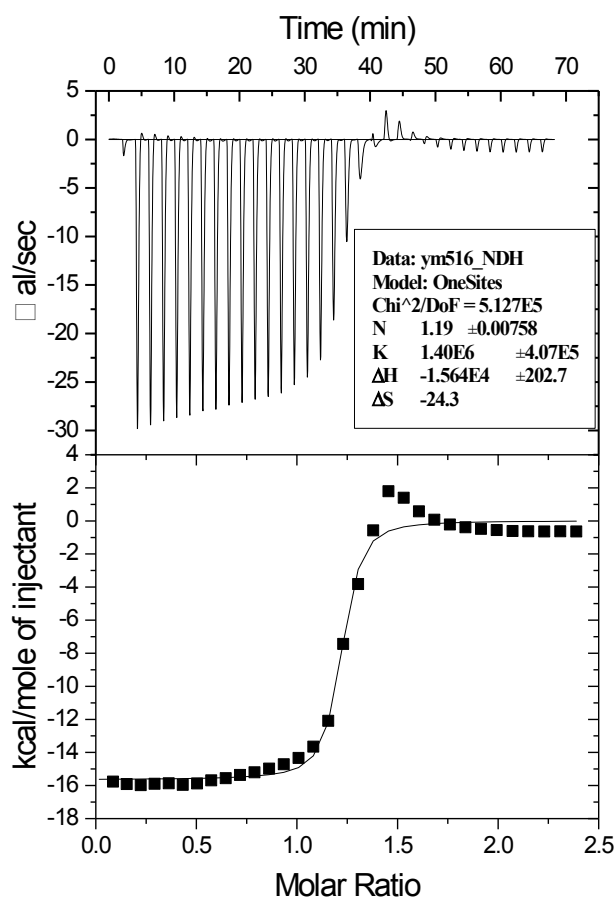 Time (min)
0 10 20 30 40 50 60 70
5
0
-5
-10
-15
-20
-25
-30
□ al/sec
Data: ym516_NDH
Model: OneSites
Chi^2/DoF = 5.127E5
N 1.19 ±0.00758
K 1.40E6 ±4.07E5
ΔH -1.564E4 ±202.7
ΔS -24.3
4
2
0
-2
-4
-6
-8
-10
-12
-14
-16
-18
kcal/mole of injectant
0.0 0.5 1.0 1.5 2.0 2.5
Molar Ratio